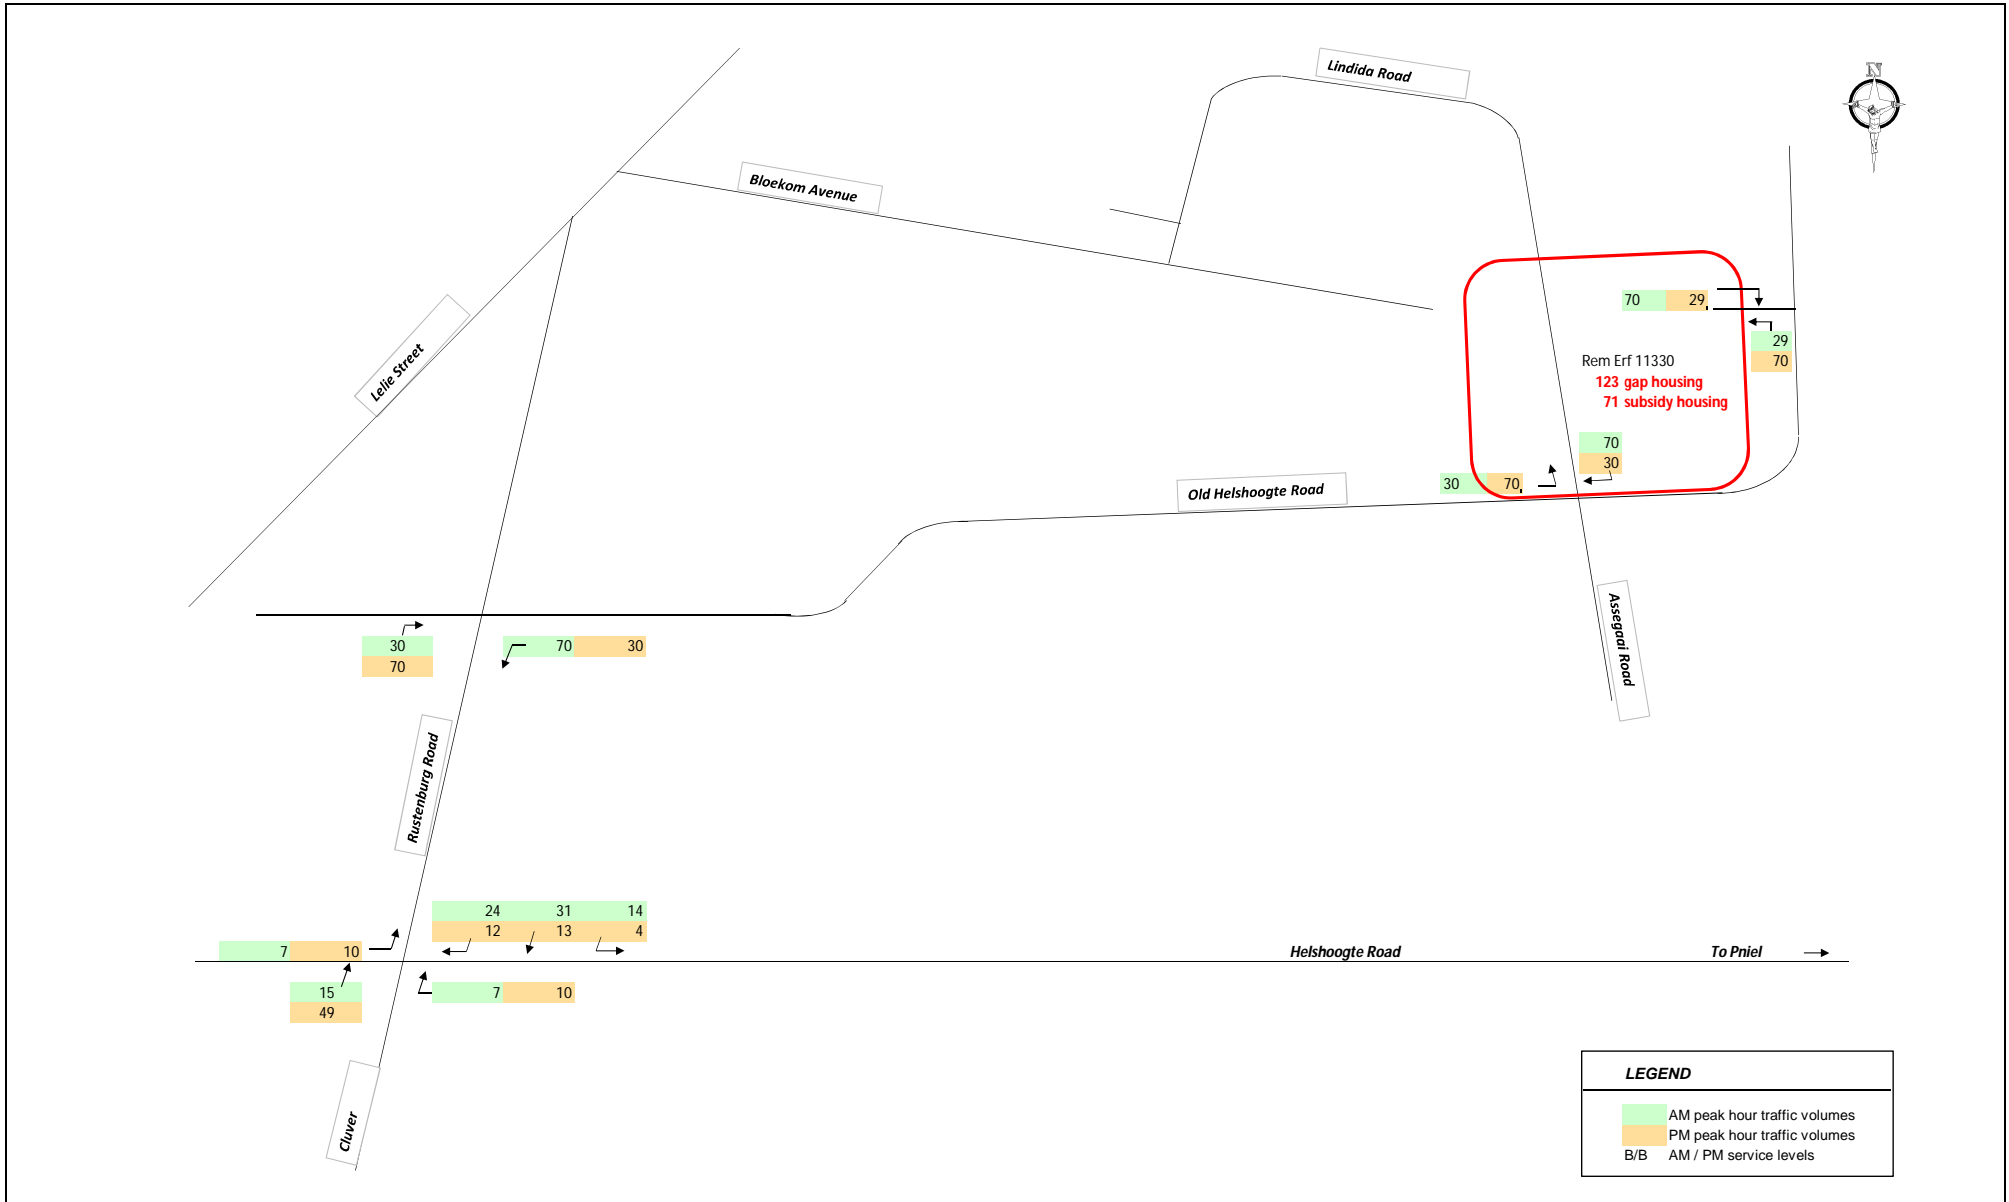 N
Lindida Road
Bloekom Avenue
70 29
29
70
Rem Erf 11330
123 gap housing
71 subsidy housing
Lelie Street
70
30
30 70
Old Helshoogte Road
Assegaai Road
30
70
70 30
Rustenburg Road
24 31 14
12 13 4
7 10
Helshoogte Road
To Pniel
15
49
7 10
Cluver
LEGEND
AM peak hour traffic volumes
PM peak hour traffic volumes
B/B AM / PM service levels